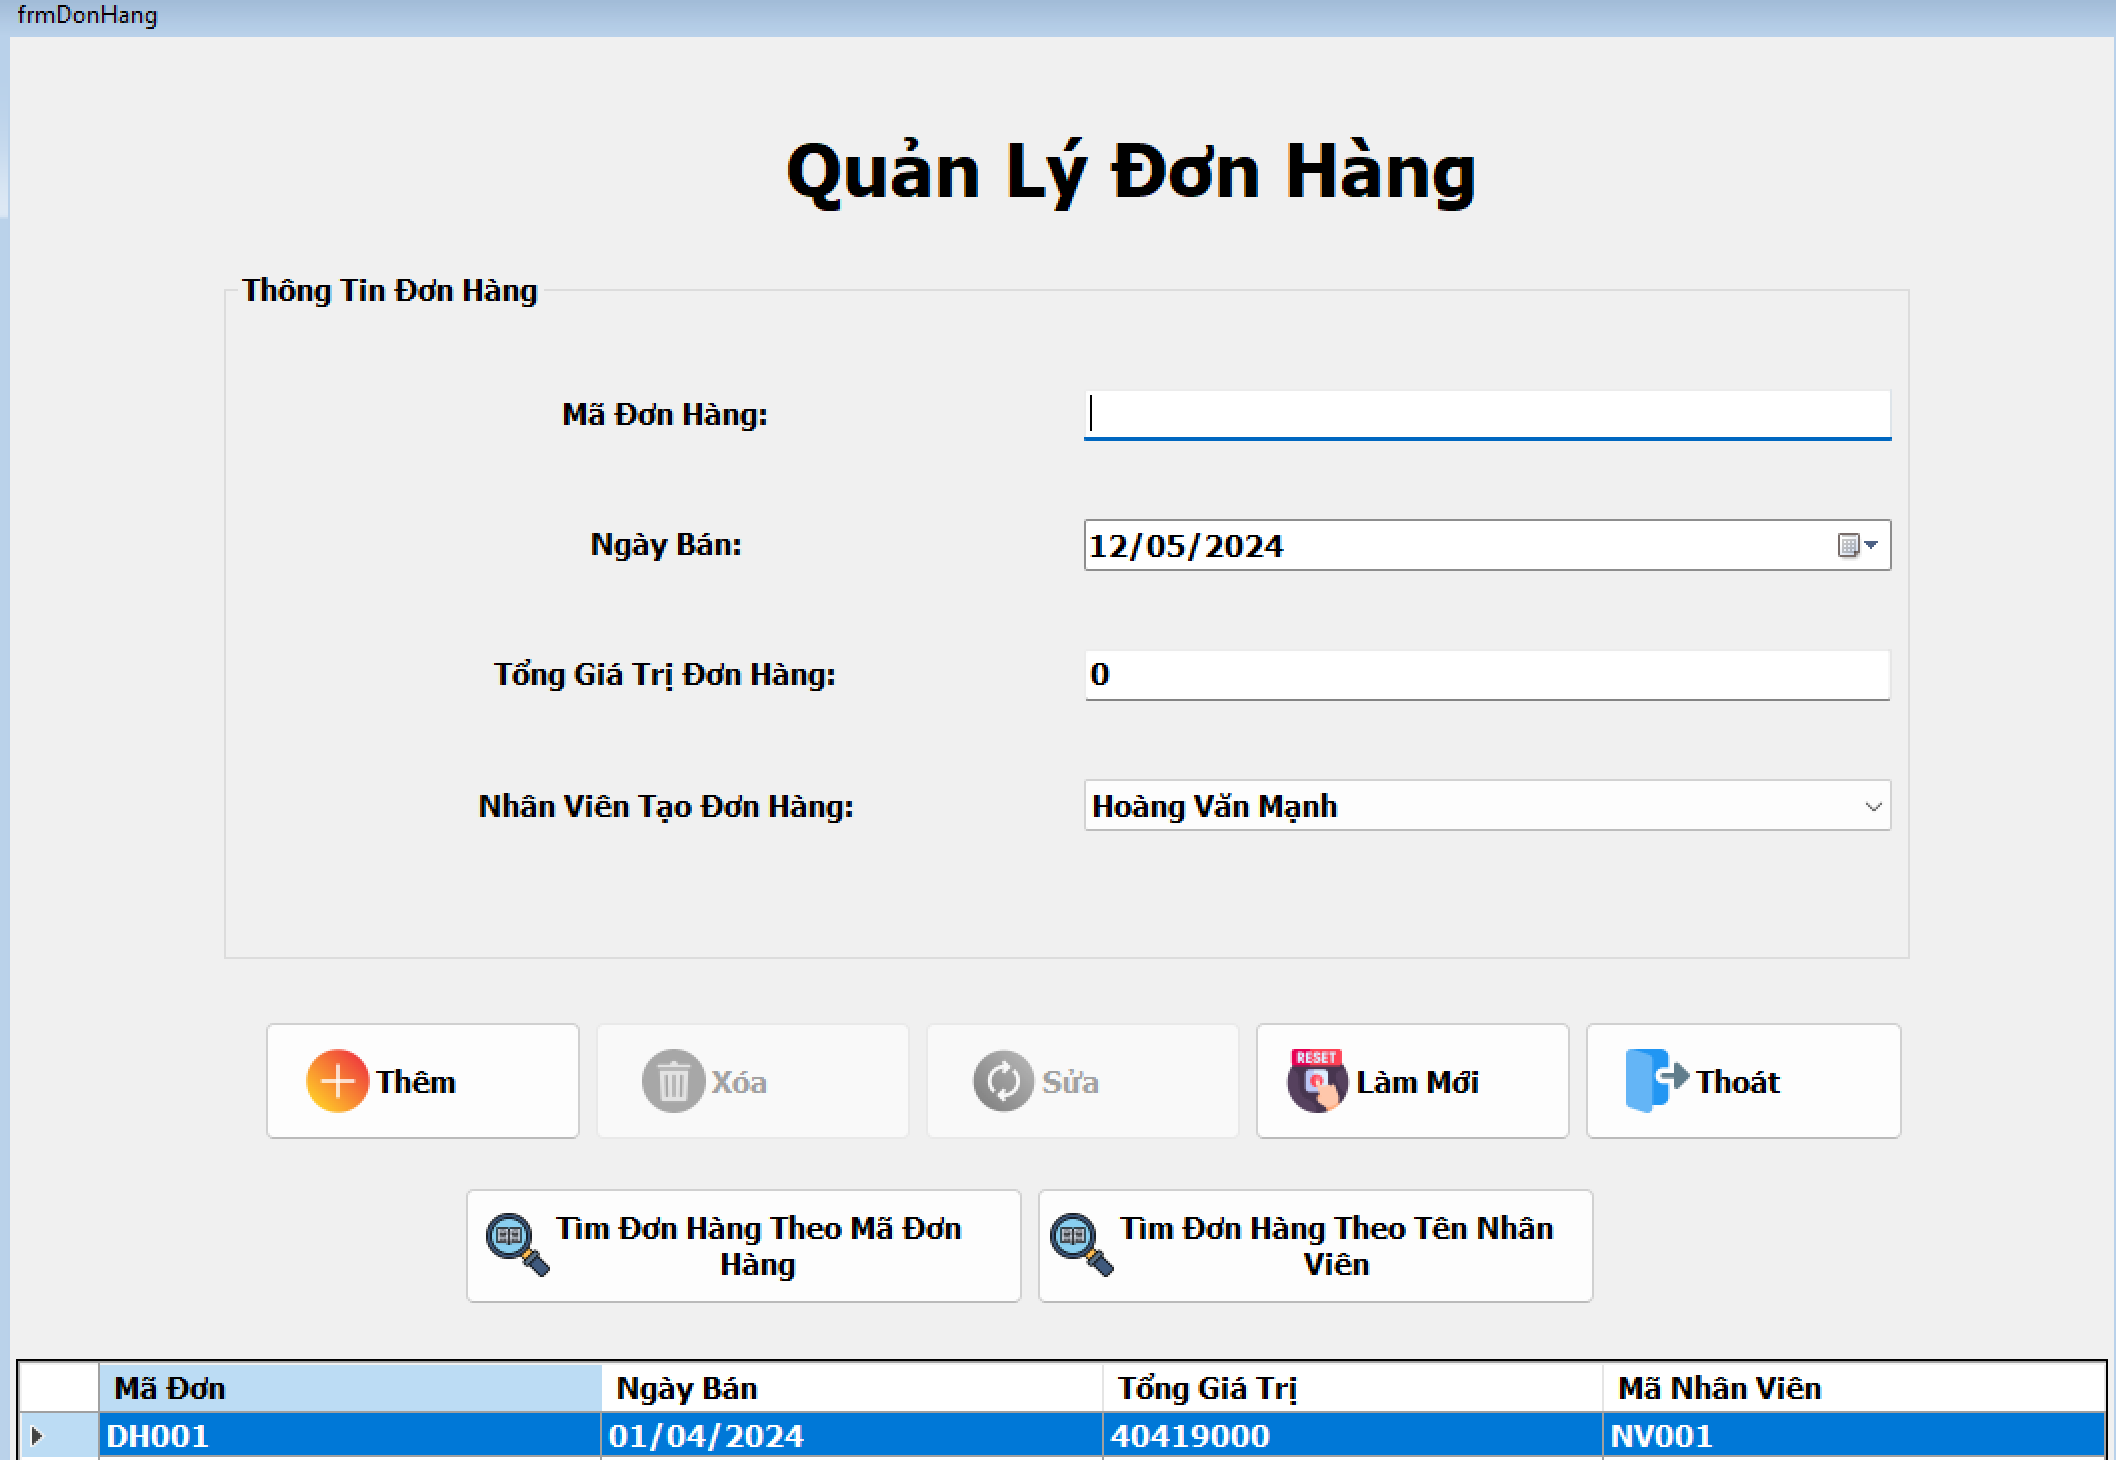 frmDonHang
Quản Lý Đơn Hàng
Thông Tin Đơn Hàng
Mã Đơn Hàng:
Ngày Bán:
12/05/2024
Tổng Giá Trị Đơn Hàng:
0
Nhân Viên Tạo Đơn Hàng:
Hoàng Văn Mạnh
Thêm
Xóa
Sửa
RESET
Làm Mới
Thoát
Tìm Đơn Hàng Theo Mã Đơn
Hàng
Tìm Đơn Hàng Theo Tên Nhân
Viên
Mã Đơn Ngày Bán Tổng Giá Trị Mã Nhân Viên
DH001 01/04/2024 40419000 NV001